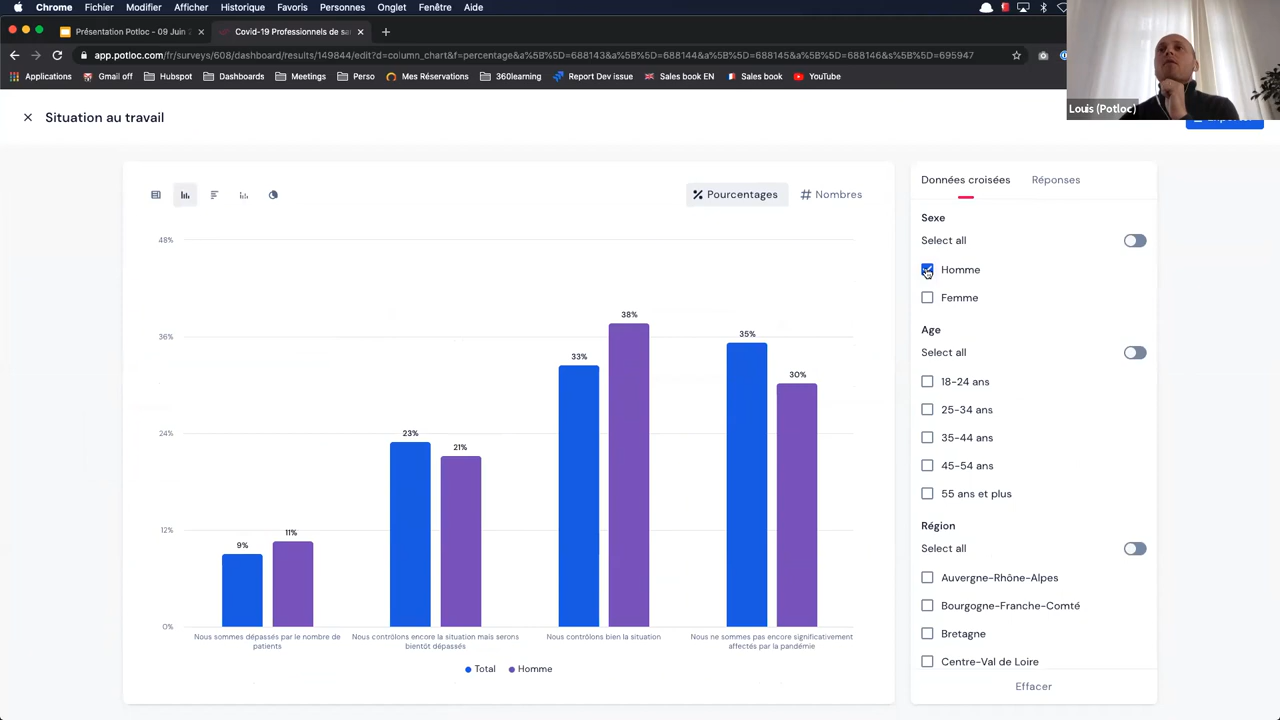 Chrome Fichier Modifier Afficher Historique Favoris Personnes Onglet Fenêtre Aide
Présentation Potloc - 09 Juin
Covid-19 Professionnels de sa
app.potloc.com/fr/surveys/608/dashboard/results/149844/edit?d=column_chart&f=percentage&a%5B%5D=688143&a%5B%5D=688144&a%5B%5D=688145&a%5B%5D=688146&s%5B%5D=695947
Applications Gmail off Hubspot Dashboards Meetings Perso Mes Réservations 360learning Report Dev issue Sales book EN Sales book YouTube
Louis (Potloc)
Situation au travail
Pourcentages # Nombres
48%
36%
24%
12%
0%
9%
11%
23%
21%
33%
38%
35%
30%
Nous sommes dépassés par le nombre de
patients
Nous contrôlons encore la situation mais serons
bientôt dépassés
Nous contrôlons bien la situation
Nous ne sommes pas encore significativement
affectés par la pandémie
Total Homme
Données croisées Réponses
Sexe
Select all
Homme
Femme
Age
Select all
18-24 ans
25-34 ans
35-44 ans
45-54 ans
55 ans et plus
Région
Select all
Auvergne-Rhône-Alpes
Bourgogne-Franche-Comté
Bretagne
Centre-Val de Loire
Effacer